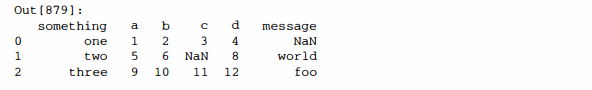 Out[879]:
   something  a   b    c   d   message
0        one  1   2    3   4       NaN
1        two  5   6  NaN   8     world
2      three  9  10   11  12       foo